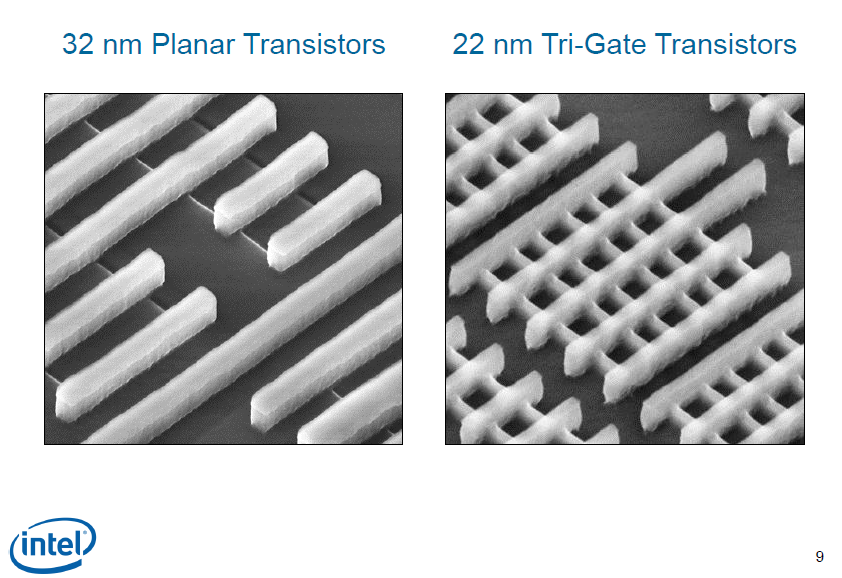 32 nm Planar Transistors
22 nm Tri-Gate Transistors
intel
9